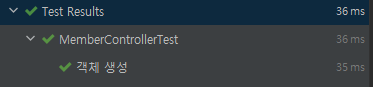 Test Results 36 ms
MemberControllerTest 36 ms
객체 생성 35 ms